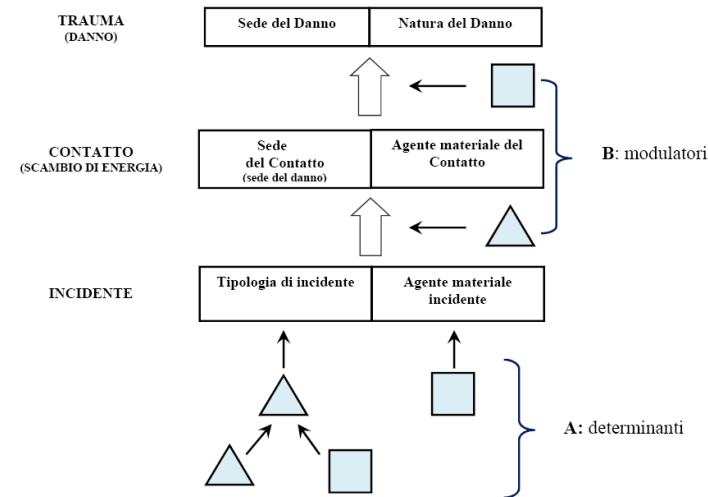 TRAUMA
(DANNO)
Sede del Danno
Natura del Danno
CONTATTO
(SCAMBIO DI ENERGIA)
Sede
del Contatto
(sede del danno)
Agente materiale del
Contatto
B: modulatori
INCIDENTE
Tipologia di incidente
Agente materiale
incidente
A: determinanti